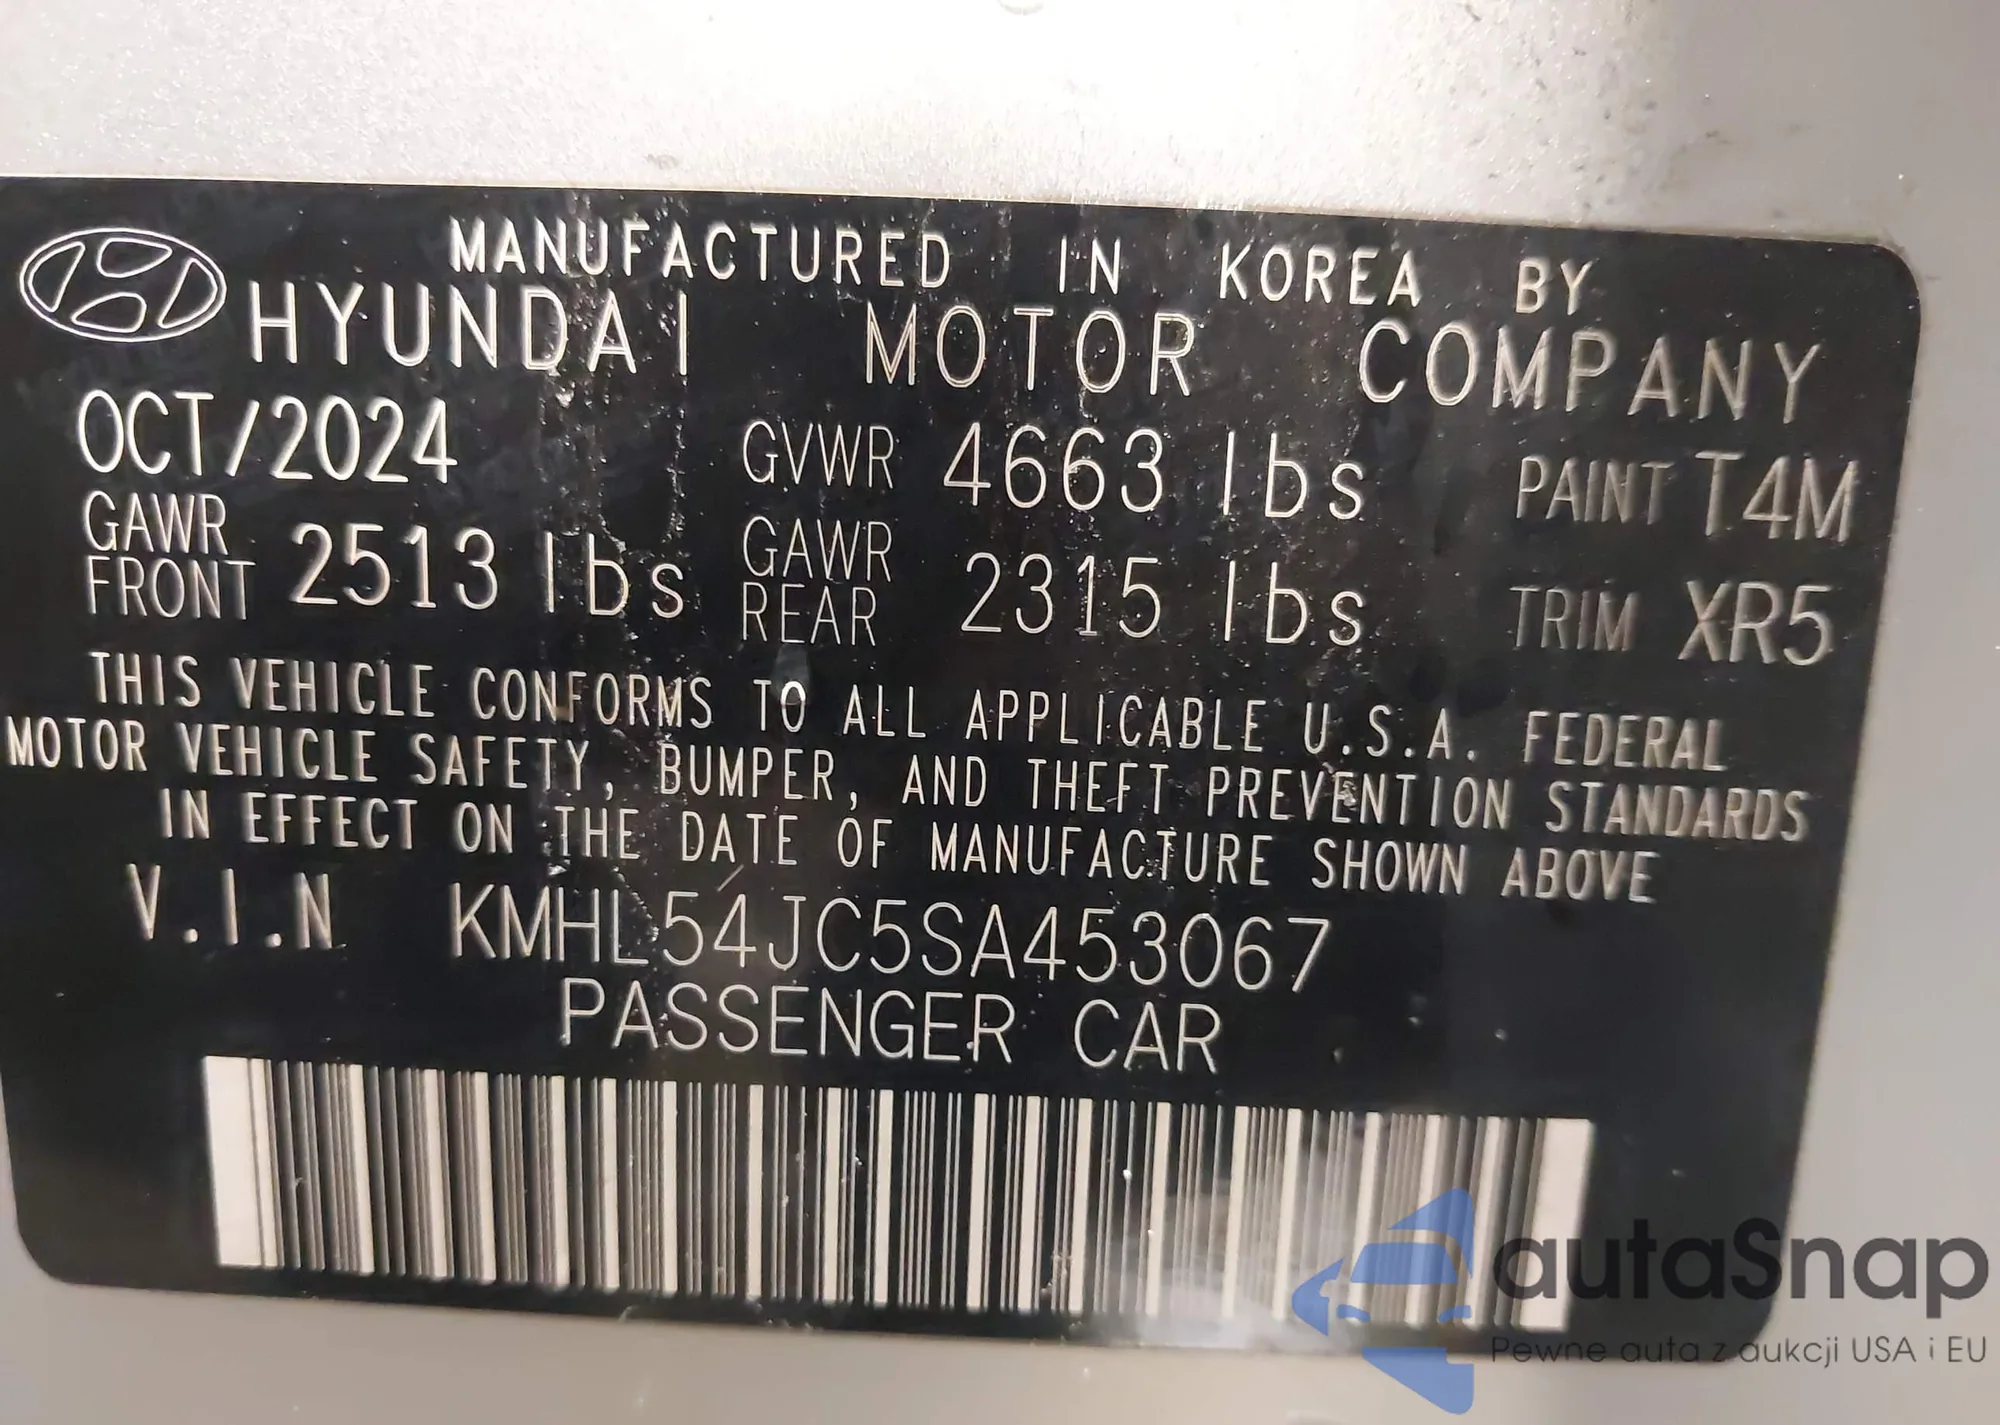 MANUFACTURED IN KOREA BY
HYUNDAI MOTOR COMPANY
OCT/2024 GVWR 4663 lbs PAINT T4M
GAWR FRONT 2513 lbs GAWR REAR 2315 lbs TRIM XR5
THIS VEHICLE CONFORMS TO ALL APPLICABLE U.S.A. FEDERAL
MOTOR VEHICLE SAFETY, BUMPER, AND THEFT PREVENTION STANDARDS
IN EFFECT ON THE DATE OF MANUFACTURE SHOWN ABOVE
V.I.N. KMHL54JC5SA453067
PASSENGER CAR
autaSnap
Pewne auta z aukcji USA i EU